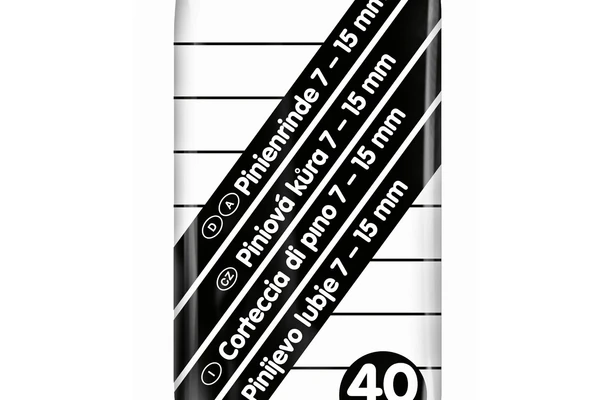 D A Pinienrinde 7 – 15 mm
CZ Piniová kůra 7 – 15 mm
I Corteccia di pino 7 – 15 mm
Pinijevo lubje 7 – 15 mm
40